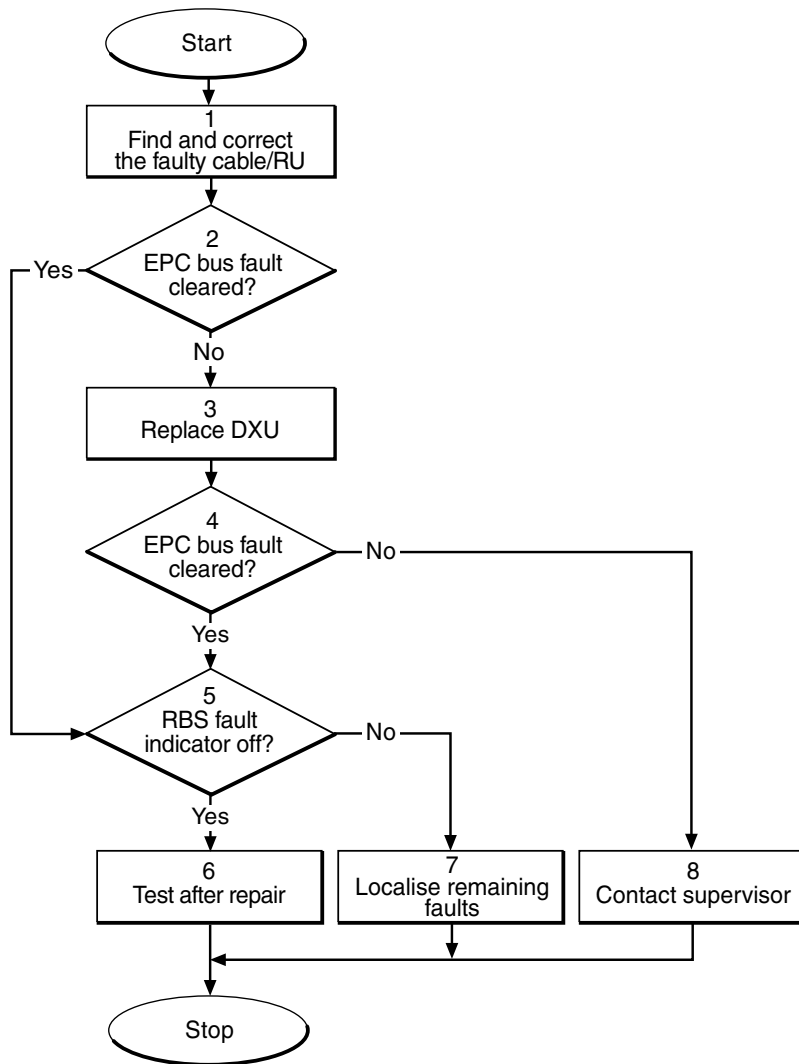 Start
1
Find and correct
the faulty cable/RU
2
EPC bus fault
cleared?
Yes
No
3
Replace DXU
4
EPC bus fault
cleared?
No
Yes
5
RBS fault
indicator off?
No
Yes
6
Test after repair
7
Localise remaining
faults
8
Contact supervisor
Stop